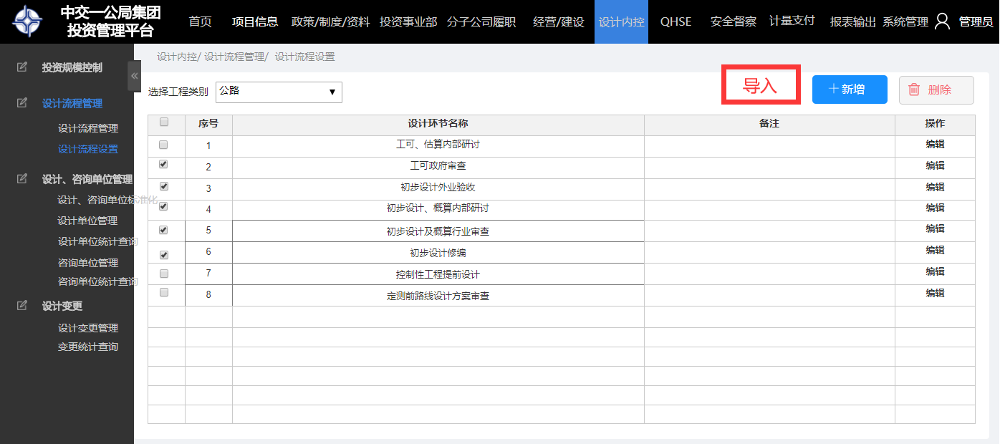 中交一公局集团
投资管理平台
首页 项目信息 政策/制度/资料 投资事业部 分子公司履职 经营/建设 设计内控 QHSE 安全督察 计量支付 报表输出 系统管理 管理员
投资规模控制
设计流程管理
设计流程管理
设计流程设置
设计、咨询单位管理
设计、咨询单位标准化
设计单位管理
设计单位统计查询
咨询单位管理
咨询单位统计查询
设计变更
设计变更管理
变更统计查询
«
设计内控/ 设计流程管理/ 设计流程设置
选择工程类别 公路 ▼ 导入 +新增 删除
序号 设计环节名称 备注 操作
1 工可、估算内部研讨 编辑
2 工可政府审查 编辑
3 初步设计外业验收 编辑
4 初步设计、概算内部研讨 编辑
5 初步设计及概算行业审查 编辑
6 初步设计修编 编辑
7 控制性工程提前设计 编辑
8 定测前路线设计方案审查 编辑